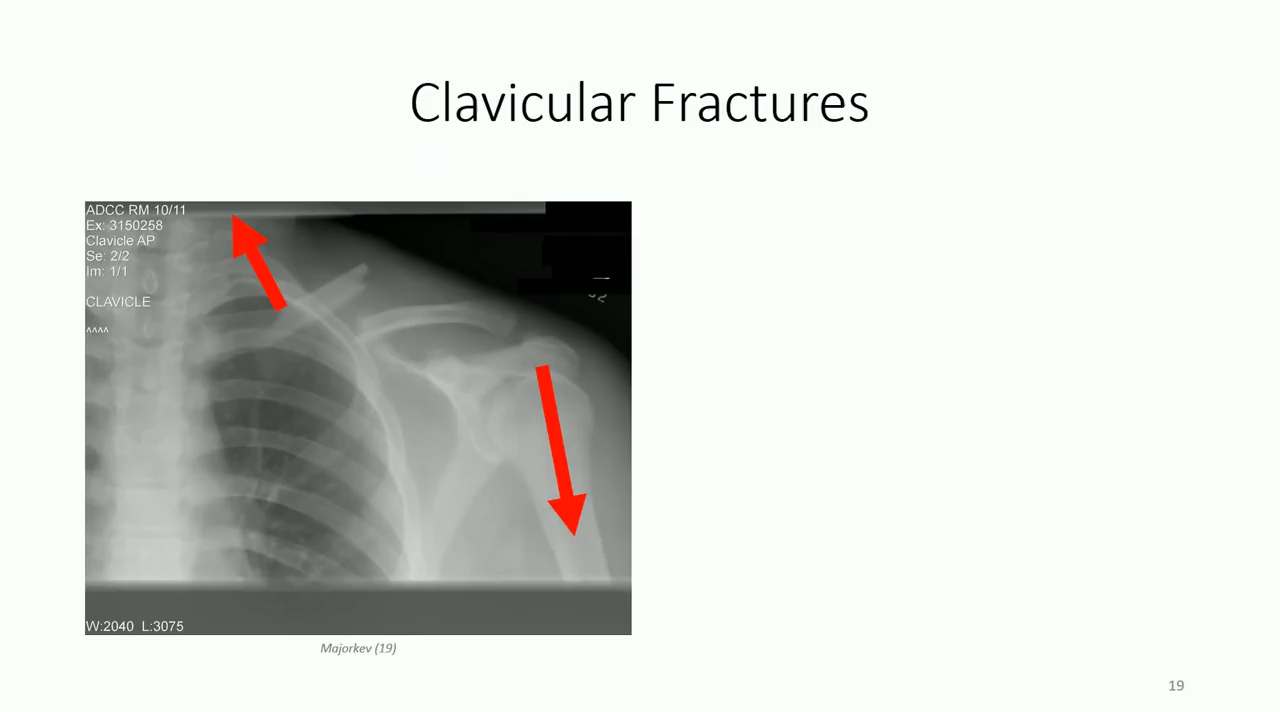 Clavicular Fractures
ADCC RM 10/11
Ex: 3150258
Clavicle AP
Se: 2/2
Im: 1/1
CLAVICLE
^^^^
W:2040 L:3075
Majorkev (19)
19